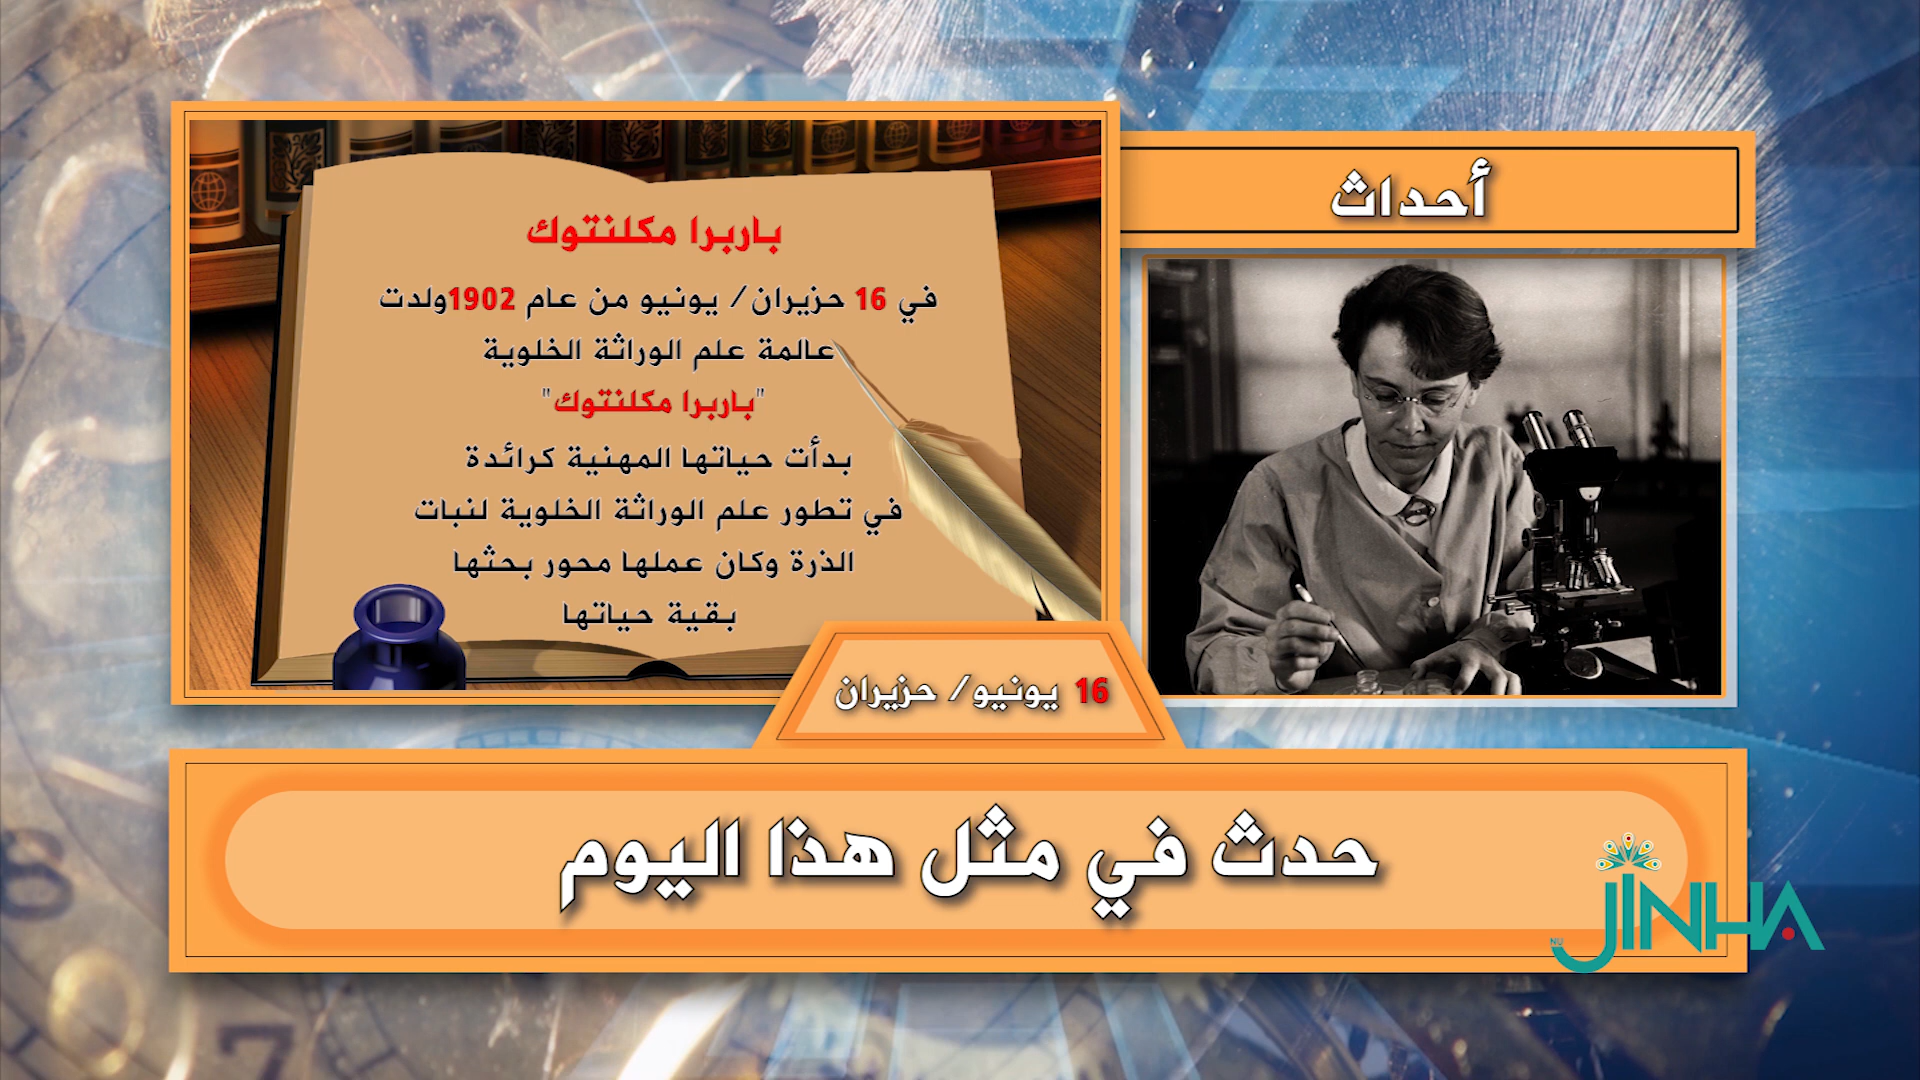 أحداث
باربرا مكلنتوك
في 16 حزيران/ يونيو من عام 1902ولدت
عالمة علم الوراثة الخلوية
"باربرا مكلنتوك"
بدأت حياتها المهنية كرائدة
في تطور علم الوراثة الخلوية لنبات
الذرة وكان عملها محور بحثها
بقية حياتها
16 يونيو/ حزيران
حدث في مثل هذا اليوم
NU JINHA